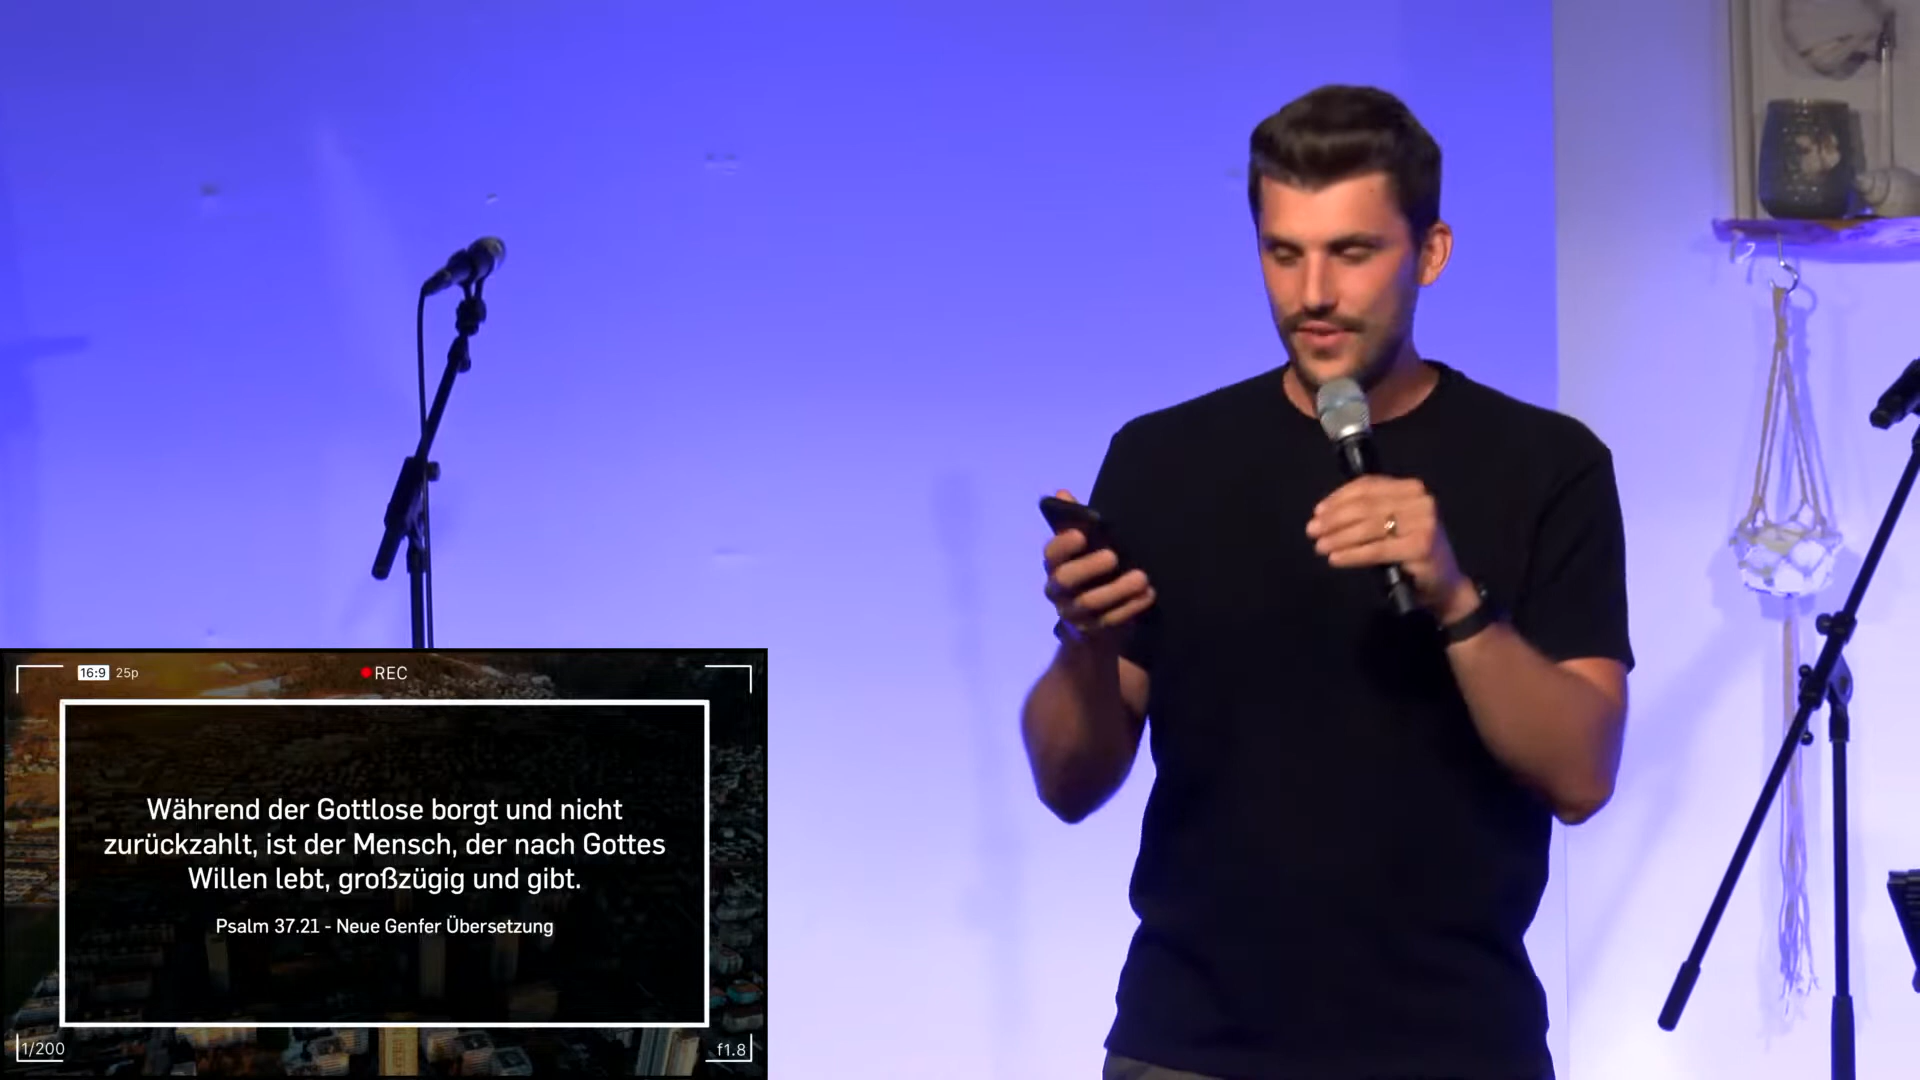 16:9 25p
REC
Während der Gottlose borgt und nicht
zurückzahlt, ist der Mensch, der nach Gottes
Willen lebt, großzügig und gibt.
Psalm 37.21 - Neue Genfer Übersetzung
1/200
f1.8